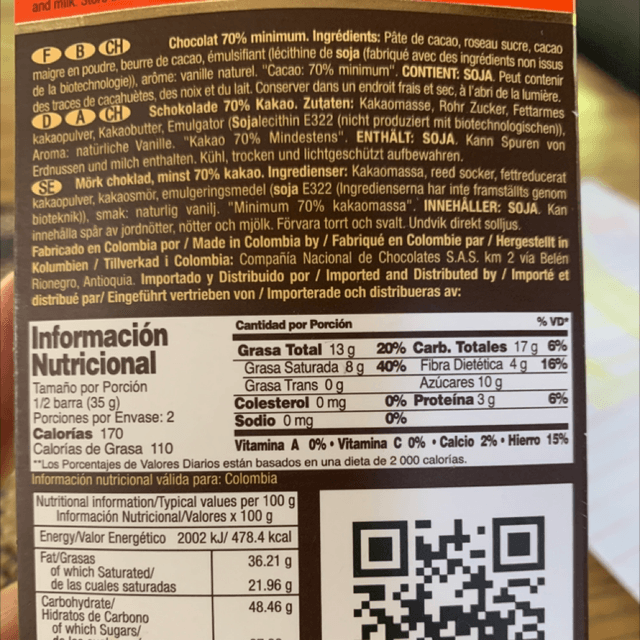 and milk.
F B CH Chocolat 70% minimum. Ingrédients: Pâte de cacao, roseau sucre, cacao
maigre en poudre, beurre de cacao, émulsifiant (lécithine de soja (fabriqué avec des ingrédients non issus
de la biotechnologie)), arôme: vanille naturel. "Cacao: 70% minimum". CONTIENT: SOJA. Peut contenir
des traces de cacahuètes, des noix et du lait. Conserver dans un endroit frais et sec, à l'abri de la lumière.
D A CH Schokolade 70% Kakao. Zutaten: Kakaomasse, Rohr Zucker, Fettarmes
kakaopulver, Kakaobutter, Emulgator (Sojalecithin E322 (nicht produziert mit biotechnologischen)),
Aroma: natürliche Vanille. "Kakao 70% Mindestens". ENTHÄLT: SOJA. Kann Spuren von
Erdnussen und milch enthalten. Kühl, trocken und lichtgeschützt aufbewahren.
SE Mörk choklad, minst 70% kakao. Ingredienser: Kakaomassa, reed socker, fettreducerat
kakaopulver, kakaosmör, emulgeringsmedel (soja E322 (Ingredienserna har inte framställts genom
bioteknik)), smak: naturlig vanilj. "Minimum 70% kakaomassa". INNEHÅLLER: SOJA. Kan
innehålla spår av jordnötter, nötter och mjölk. Förvara torrt och svalt. Undvik direkt solljus.
Fabricado en Colombia por / Made in Colombia by / Fabriqué en Colombie par / Hergestellt in
Kolumbien / Tillverkad i Colombia: Compañía Nacional de Chocolates S.A.S. km 2 vía Belén
Rionegro, Antioquia. Importado y Distribuido por / Imported and Distributed by / Importé et
distribué par/ Eingeführt vertrieben von / Importerade och distribueras av:
Información
Nutricional
Tamaño por Porción
1/2 barra (35 g)
Porciones por Envase: 2
Calorías 170
Calorías de Grasa 110
Cantidad por Porción % VD*
Grasa Total 13 g 20% Carb. Totales 17 g 6%
Grasa Saturada 8 g 40% Fibra Dietética 4 g 16%
Grasa Trans 0 g Azúcares 10 g
Colesterol 0 mg 0% Proteína 3 g 6%
Sodio 0 mg 0%
Vitamina A 0% • Vitamina C 0% • Calcio 2% • Hierro 15%
**Los Porcentajes de Valores Diarios están basados en una dieta de 2 000 calorías.
Información nutricional válida para: Colombia
Nutritional information/Typical values per 100 g
Información Nutricional/Valores x 100 g
Energy/Valor Energético 2002 kJ/ 478.4 kcal
Fat/Grasas 36.21 g
of which Saturated/
de las cuales saturadas 21.96 g
Carbohydrate/ 48.46 g
Hidratos de Carbono
of which Sugars/